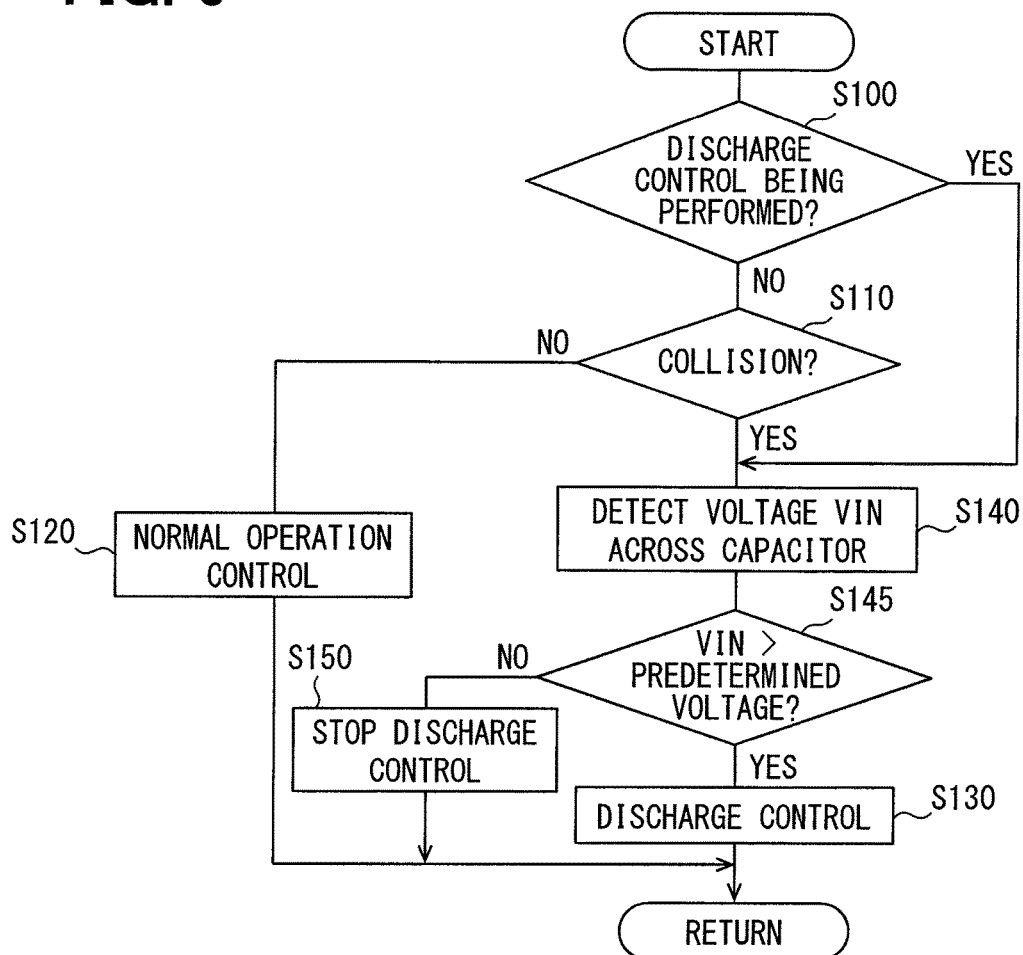 START
S100
DISCHARGE
CONTROL BEING
PERFORMED?
YES
NO
S110
COLLISION?
NO
YES
S120
NORMAL OPERATION
CONTROL
DETECT VOLTAGE VIN
ACROSS CAPACITOR
S140
S145
VIN >
PREDETERMINED
VOLTAGE?
NO
S150
STOP DISCHARGE
CONTROL
YES
DISCHARGE CONTROL
S130
RETURN